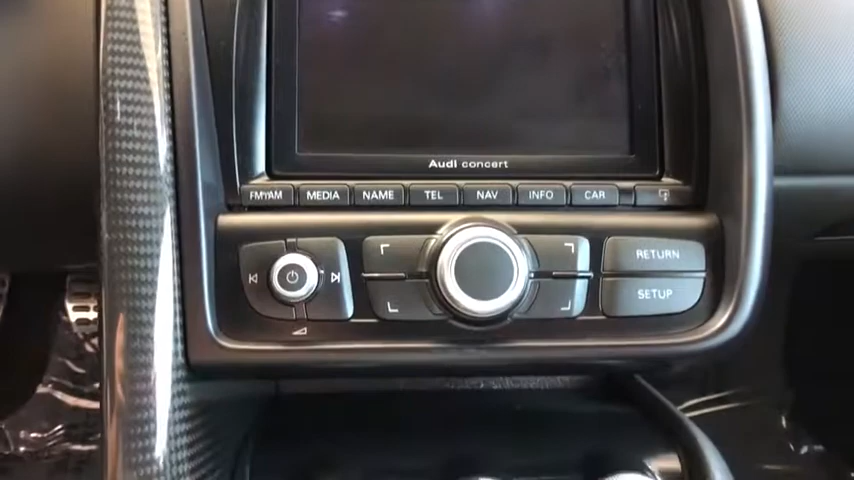 Audi concert
FM/AM MEDIA NAME TEL NAV INFO CAR
RETURN
SETUP